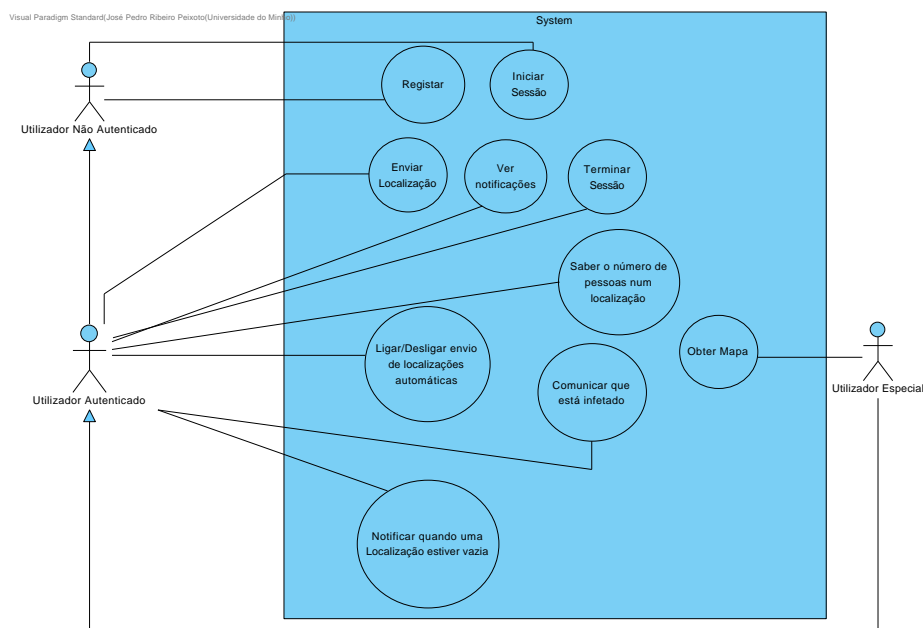 Visual Paradigm Standard(José Pedro Ribeiro Peixoto(Universidade do Minho))
System
Registar
Iniciar
Sessão
Utilizador Não Autenticado
Enviar
Localização
Ver
notificações
Terminar
Sessão
Saber o número de
pessoas num
localização
Ligar/Desligar envio
de localizações
automáticas
Obter Mapa
Comunicar que
está infetado
Utilizador Autenticado
Utilizador Especial
Notificar quando uma
Localização estiver vazia